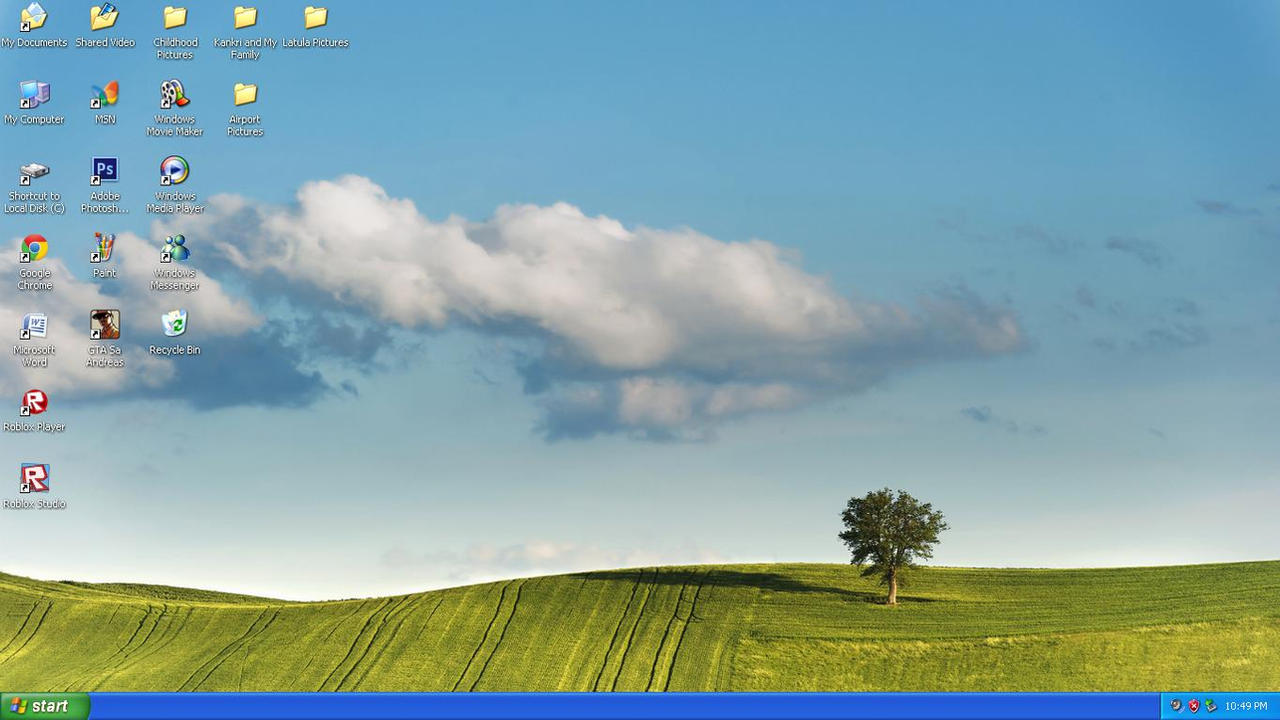 My Documents
Shared Video
Childhood
Pictures
Kankri and My
Family
Latula Pictures
My Computer
MSN
Windows
Movie Maker
Airport
Pictures
Shortcut to
Local Disk (C)
Ps
Adobe
Photosh...
Windows
Media Player
Google
Chrome
Paint
Windows
Messenger
Microsoft
Word
GTA Sa
Andreas
Recycle Bin
Roblox Player
Roblox Studio
start
10:49 PM